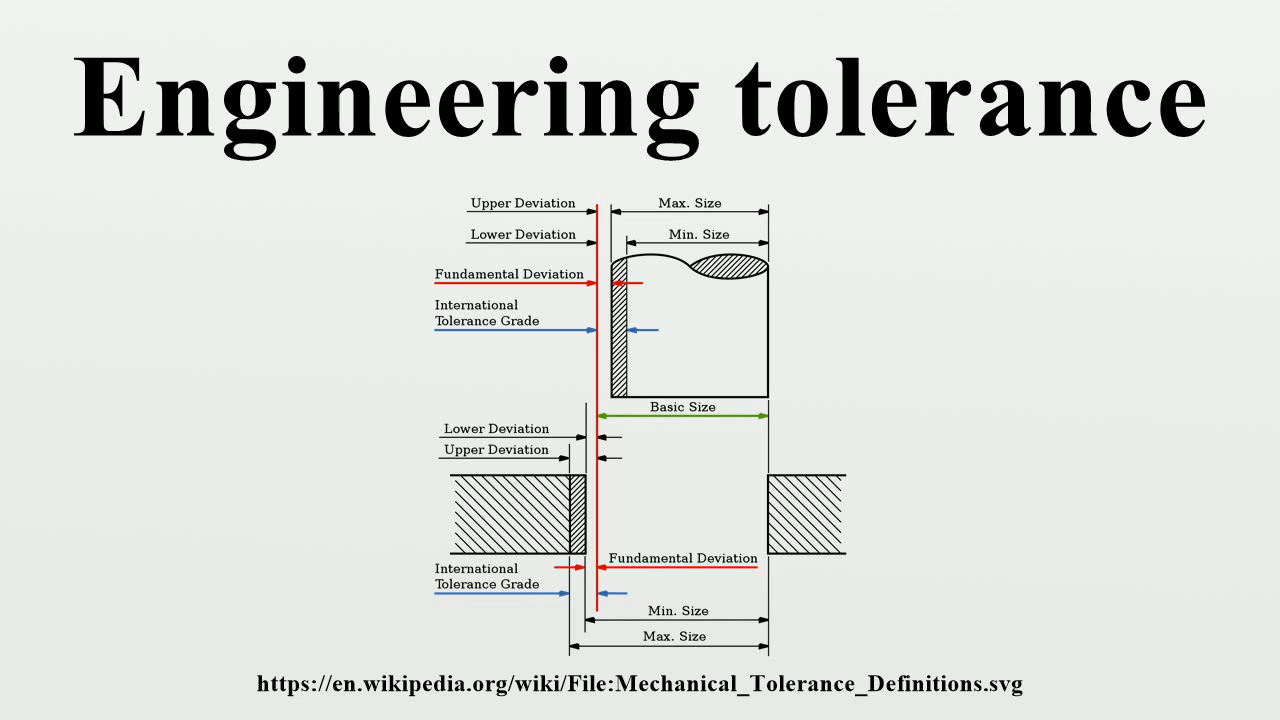 Engineering tolerance
Upper Deviation
Max. Size
Lower Deviation
Min. Size
Fundamental Deviation
International
Tolerance Grade
Basic Size
Lower Deviation
Upper Deviation
Fundamental Deviation
International
Tolerance Grade
Min. Size
Max. Size
https://en.wikipedia.org/wiki/File:Mechanical_Tolerance_Definitions.svg